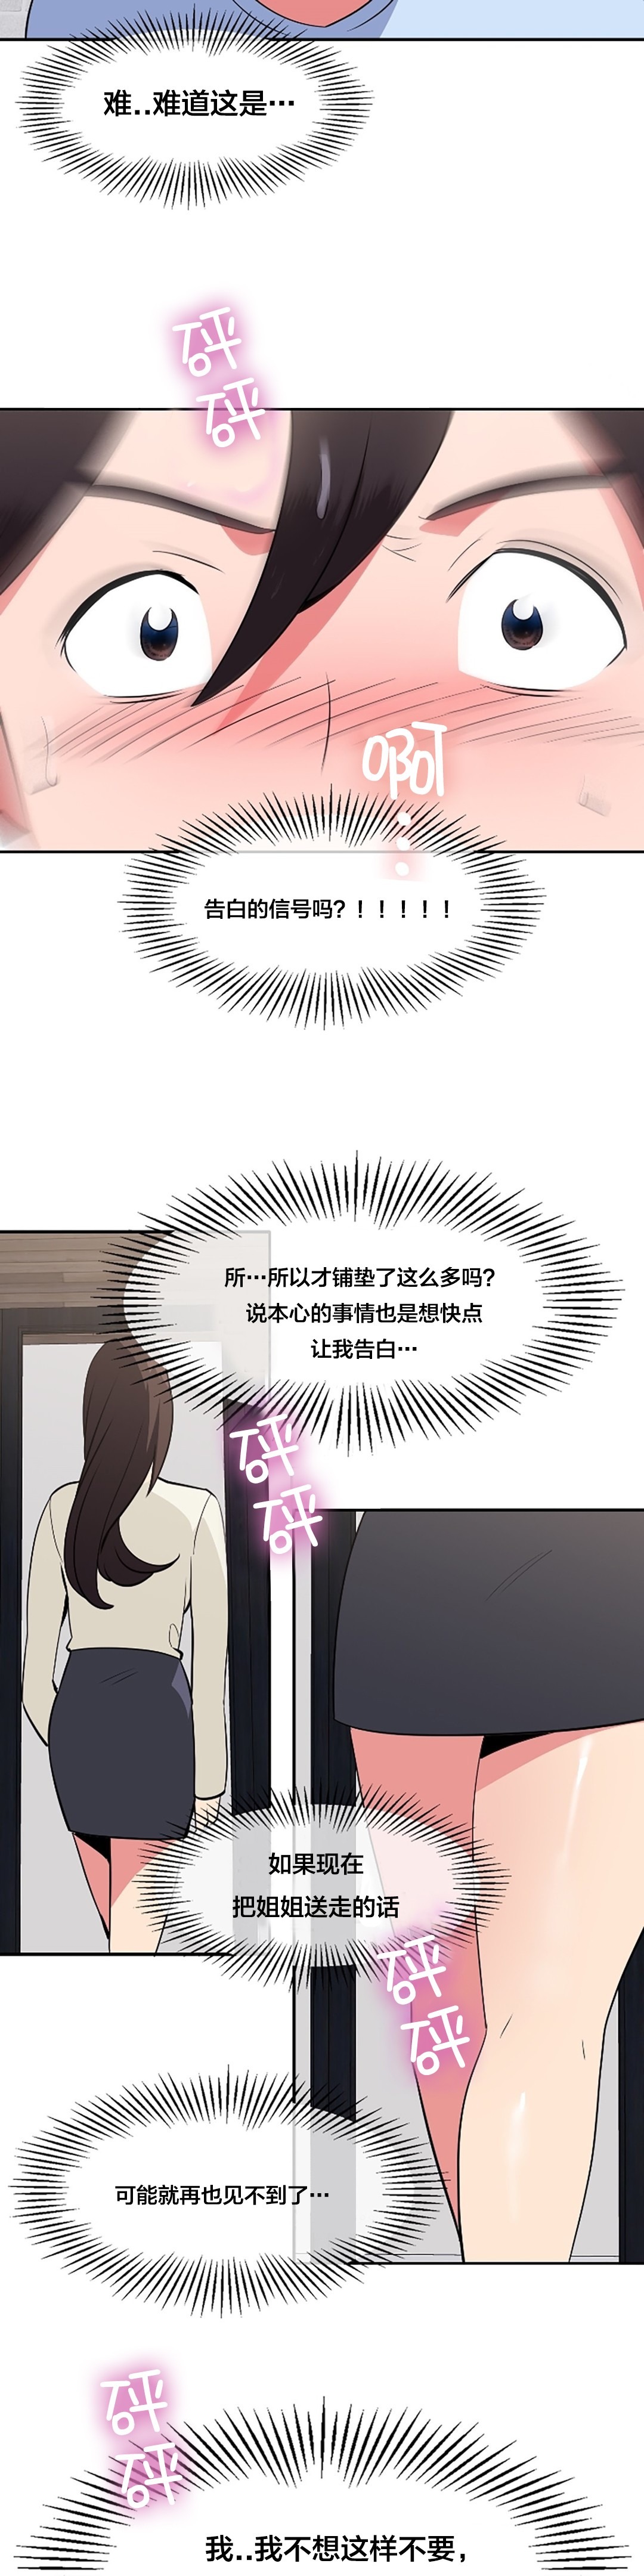 难..难道这是…
砰
砰
啊…
告白的信号吗？！！！！！
所…所以才铺垫了这么多吗?
说本心的事情也是想快点
让我告白…
砰
砰
如果现在
把姐姐送走的话
砰
砰
可能就再也见不到了…
砰
砰
我..我不想这样不要，